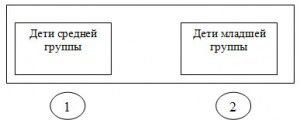 Дети средней
группы
Дети младшей
группы
1
2